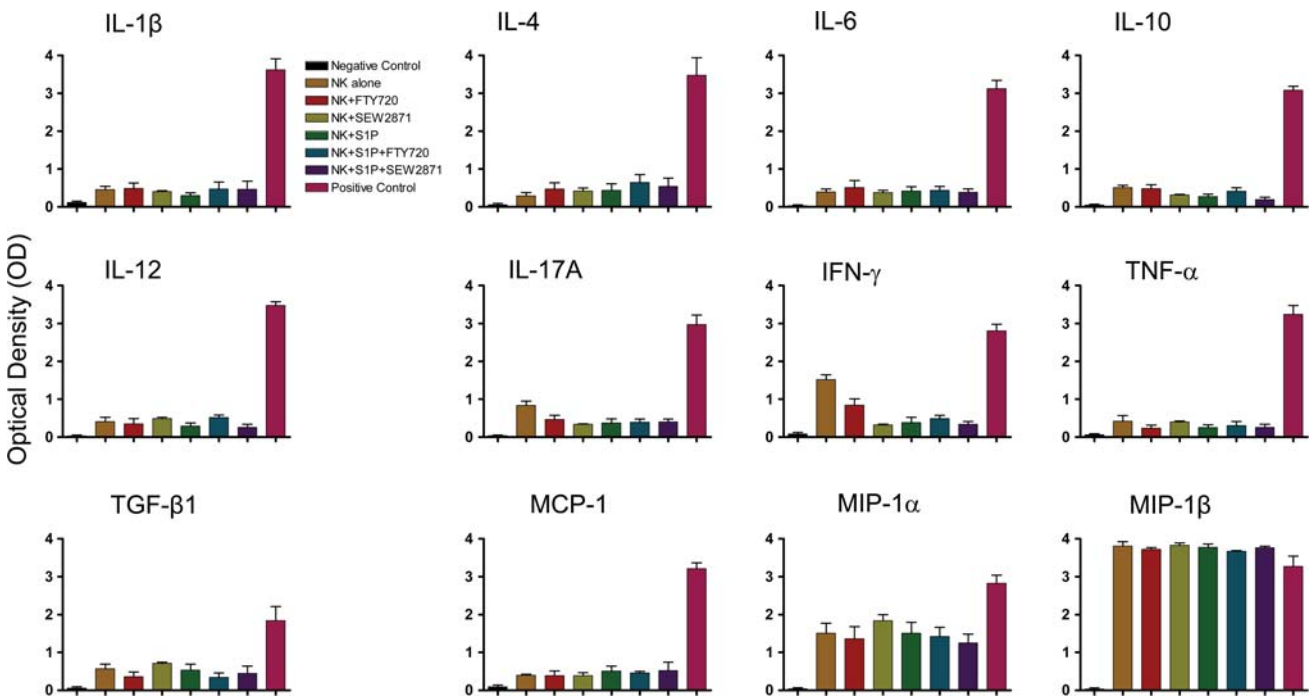 IL-1β
IL-4
IL-6
IL-10
4
3
2
1
0
Negative Control
NK alone
NK+FTY720
NK+SEW2871
NK+S1P
NK+S1P+FTY720
NK+S1P+SEW2871
Positive Control
4
3
2
1
0
4
3
2
1
0
4
3
2
1
0
Optical Density (OD)
IL-12
IL-17A
IFN-γ
TNF-α
4
3
2
1
0
4
3
2
1
0
4
3
2
1
0
4
3
2
1
0
TGF-β1
MCP-1
MIP-1α
MIP-1β
4
3
2
1
0
4
3
2
1
0
4
3
2
1
0
4
3
2
1
0